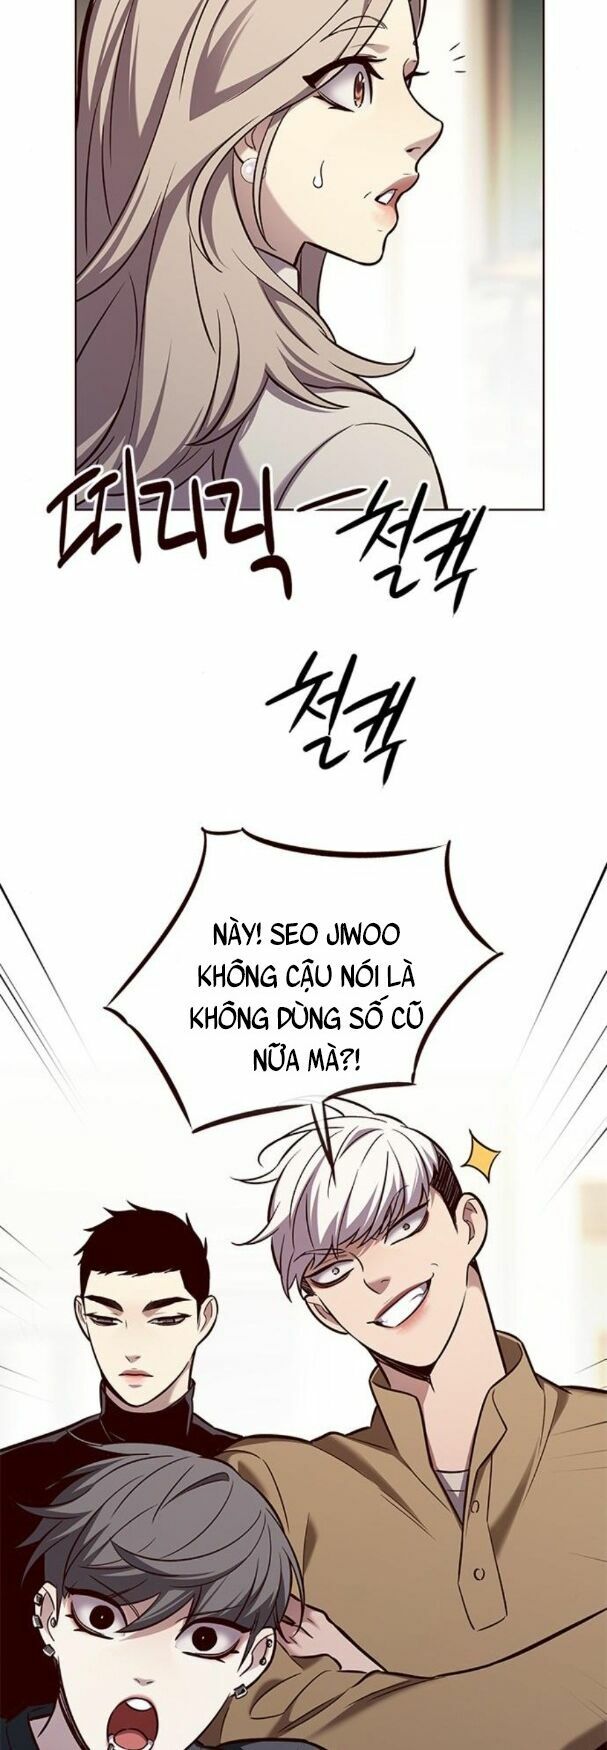 띠리릭 철컥
철컥
NÀY! SEO JWOO
KHÔNG CẬU NÓI LÀ
KHÔNG DÙNG SỐ CŨ
NỮA MÀ?!